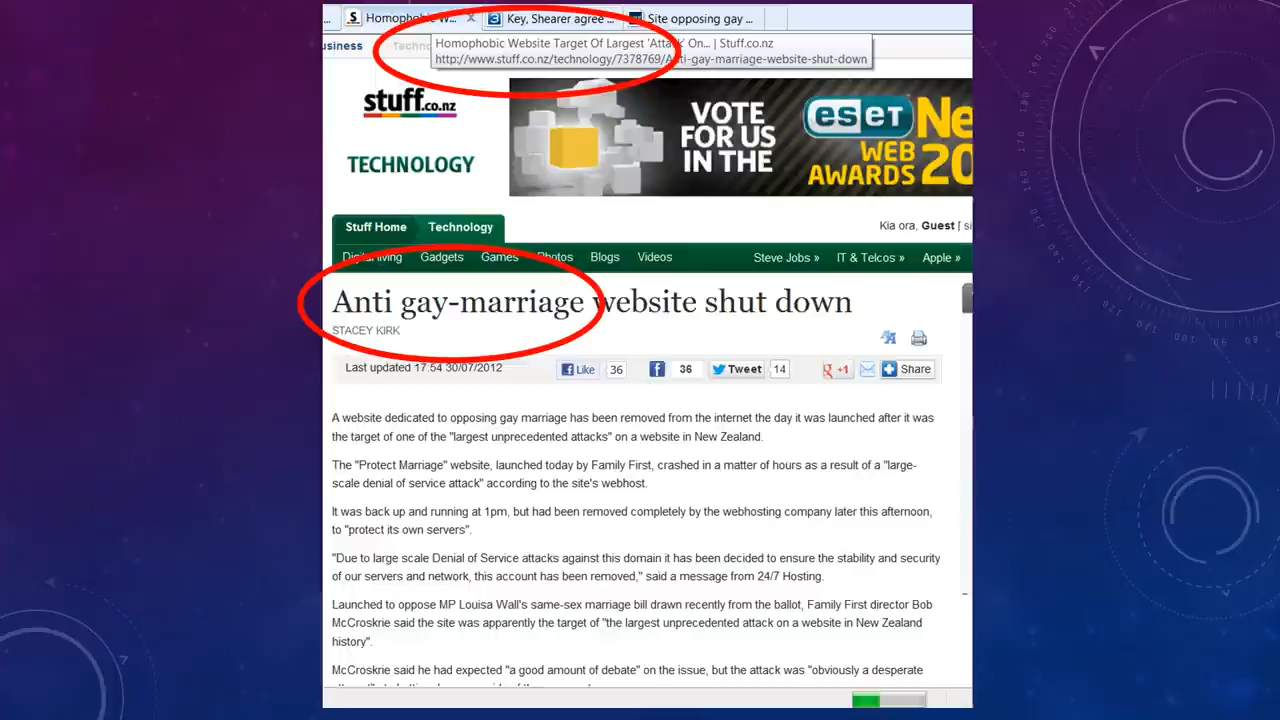 Homophobic W...
Key, Shearer agree ...
Site opposing gay ...
Homophobic Website Target Of Largest 'Attack' On... | Stuff.co.nz
http://www.stuff.co.nz/technology/7378769/Anti-gay-marriage-website-shut-down
usiness
Techno
stuff.co.nz
TECHNOLOGY
VOTE
FOR US
IN THE
eseT Ne
WEB
AWARDS 20
Stuff Home Technology
Kia ora, Guest [ si
Digital living Gadgets Games Photos Blogs Videos Steve Jobs » IT & Telcos » Apple »
Anti gay-marriage website shut down
STACEY KIRK
Last updated 17:54 30/07/2012
Like 36 36 Tweet 14 +1 Share
A website dedicated to opposing gay marriage has been removed from the internet the day it was launched after it was
the target of one of the "largest unprecedented attacks" on a website in New Zealand.
The "Protect Marriage" website, launched today by Family First, crashed in a matter of hours as a result of a "large-
scale denial of service attack" according to the site's webhost.
It was back up and running at 1pm, but had been removed completely by the webhosting company later this afternoon,
to "protect its own servers".
"Due to large scale Denial of Service attacks against this domain it has been decided to ensure the stability and security
of our servers and network, this account has been removed," said a message from 24/7 Hosting.
Launched to oppose MP Louisa Wall's same-sex marriage bill drawn recently from the ballot, Family First director Bob
McCroskrie said the site was apparently the target of "the largest unprecedented attack on a website in New Zealand
history".
McCroskrie said he had expected "a good amount of debate" on the issue, but the attack was "obviously a desperate